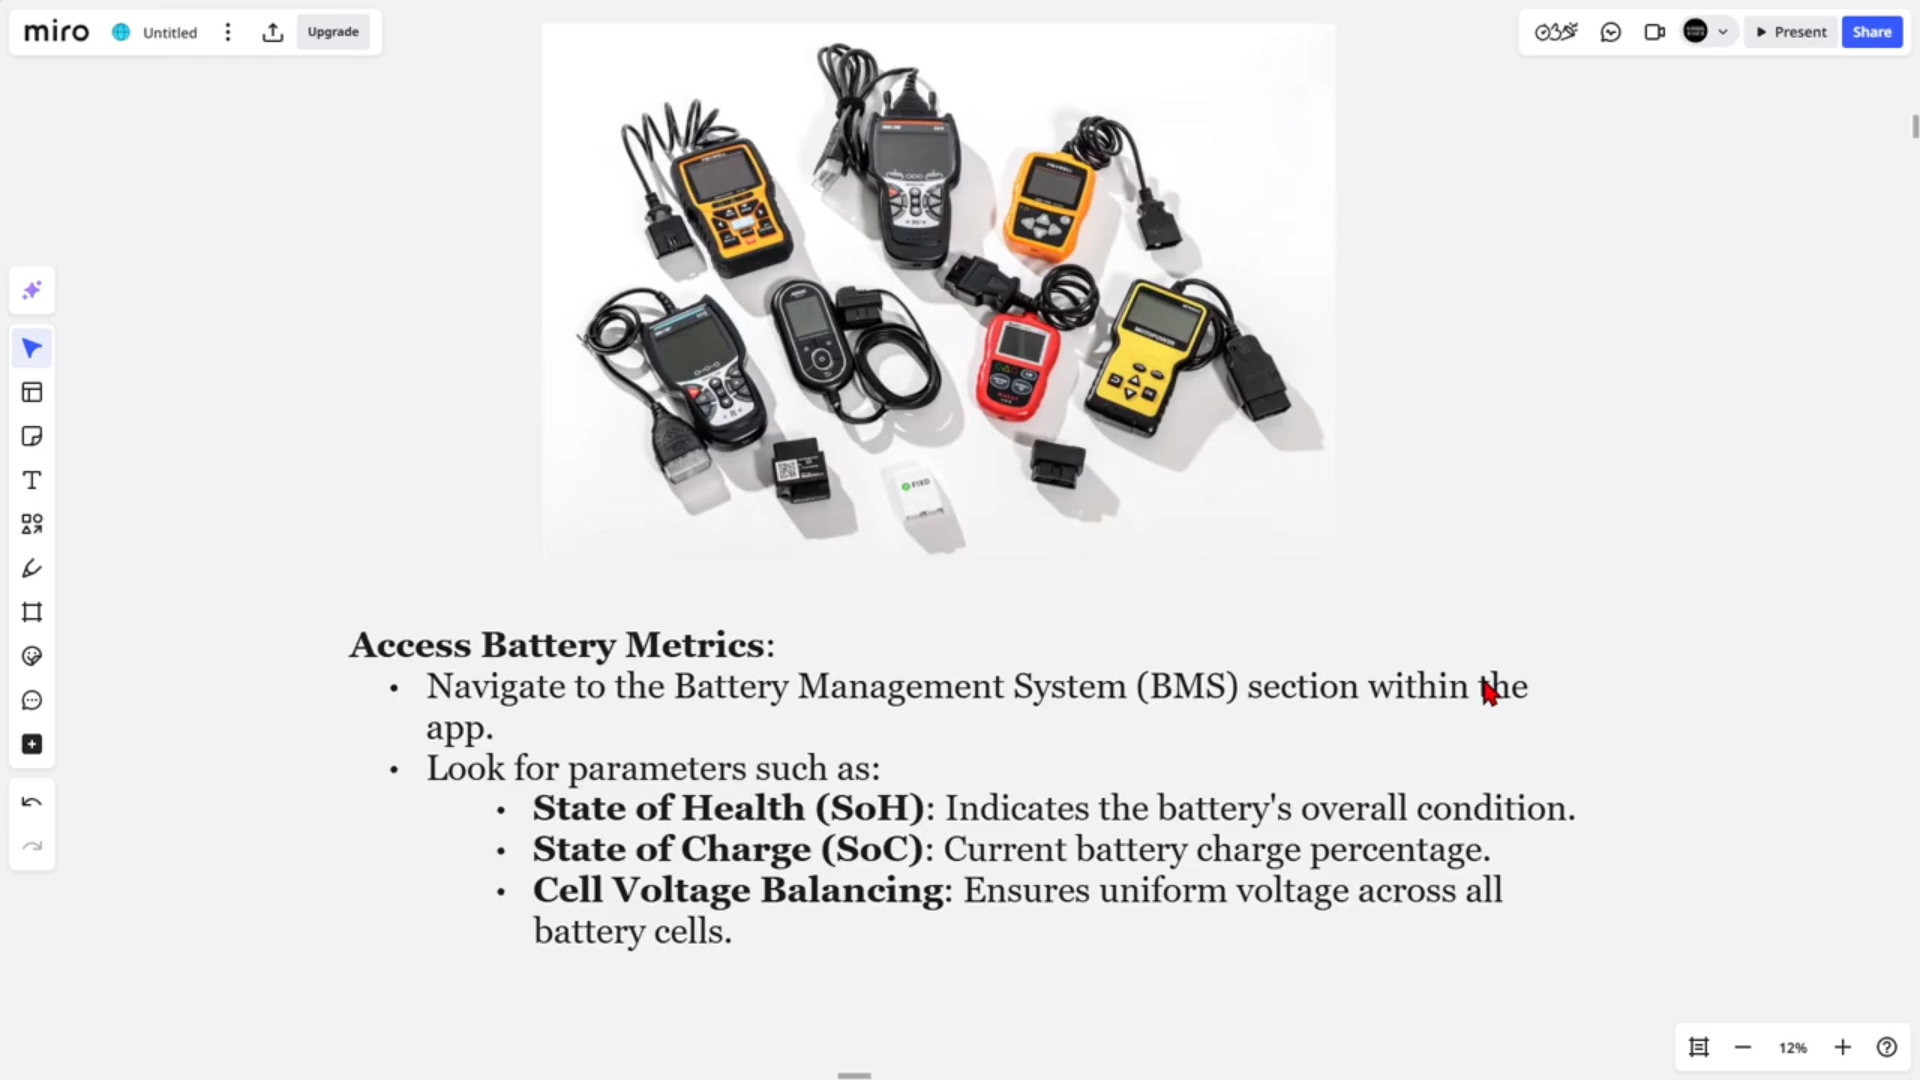 miro
Untitled
Upgrade
Present
Share
FIXD
Access Battery Metrics:
• Navigate to the Battery Management System (BMS) section within the
app.
• Look for parameters such as:
• State of Health (SoH): Indicates the battery's overall condition.
• State of Charge (SoC): Current battery charge percentage.
• Cell Voltage Balancing: Ensures uniform voltage across all
battery cells.
12%